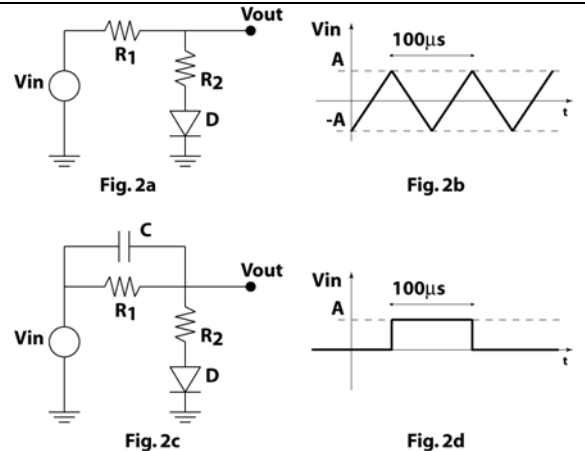 Vout
R1
R2
Vin
D
Fig. 2a
Vin
100μs
A
-A
t
Fig. 2b
C
Vout
R1
R2
Vin
D
Fig. 2c
Vin
100μs
A
t
Fig. 2d